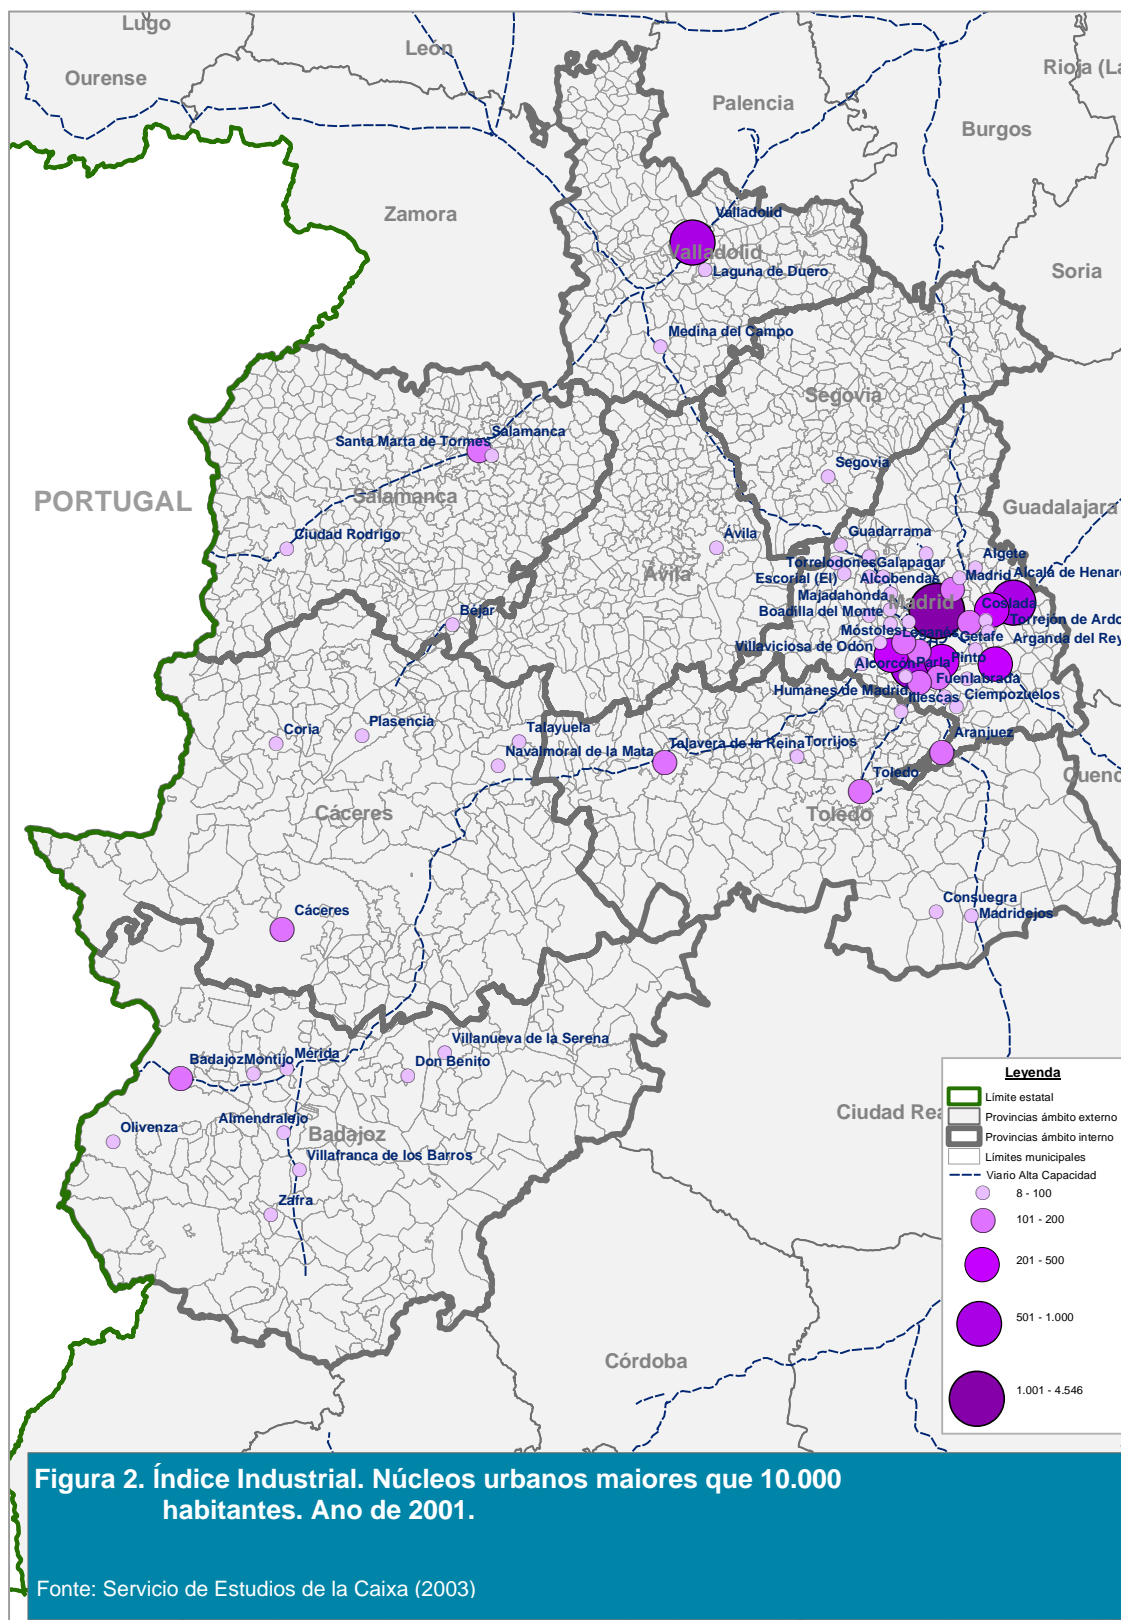 Lugo
León
Rioja (La
Ourense
Palencia
Burgos
Zamora
Valladolid
Valladolid
Soria
Laguna de Duero
Medina del Campo
Segovia
Salamanca
Santa Marta de Tormes
Segovia
Salamanca
PORTUGAL
Guadalajara
Ciudad Rodrigo
Ávila
Guadarrama
Algete
Torrelodones
Galapagar
Ávila
Escorial (El)
Alcobendas
Madrid
Alcalá de Henar
Majadahonda
Madrid
Coslada
Bejar
Boadilla del Monte
Torrejón de Ardo
Móstoles
Leganés
Getafe
Arganda del Rey
Villaviciosa de Odón
Alcorcón
Parla
Pinto
Fuenlabrada
Humanes de Madrid
Illescas
Ciempozuelos
Coria
Plasencia
Talayuela
Navalmoral de la Mata
Talavera de la Reina
Torrijos
Aranjuez
Toledo
Cuenc
Cáceres
Toledo
Consuegra
Madridejos
Cáceres
Villanueva de la Serena
Badajoz
Montijo
Mérida
Don Benito
Almendralejo
Olivenza
Badajoz
Villafranca de los Barros
Zafra
Ciudad Rea
Córdoba
Leyenda
Límite estatal
Provincias ámbito externo
Provincias ámbito interno
Límites municipales
Viario Alta Capacidad
8 - 100
101 - 200
201 - 500
501 - 1.000
1.001 - 4.546
Figura 2. Índice Industrial. Núcleos urbanos maiores que 10.000
habitantes. Ano de 2001.
Fonte: Servicio de Estudios de la Caixa (2003)